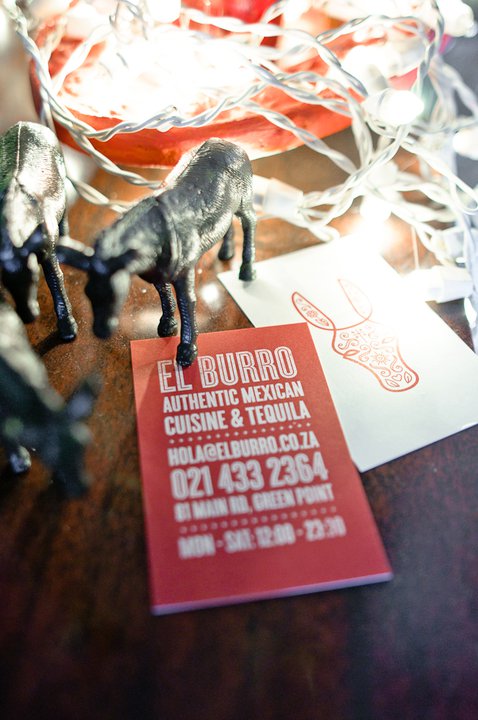 EL BURRO
AUTHENTIC MEXICAN
CUISINE & TEQUILA
HOLA@ELBURRO.CO.ZA
021 433 2364
81 MAIN RD, GREEN POINT
MON - SAT: 12:00 - 23:30